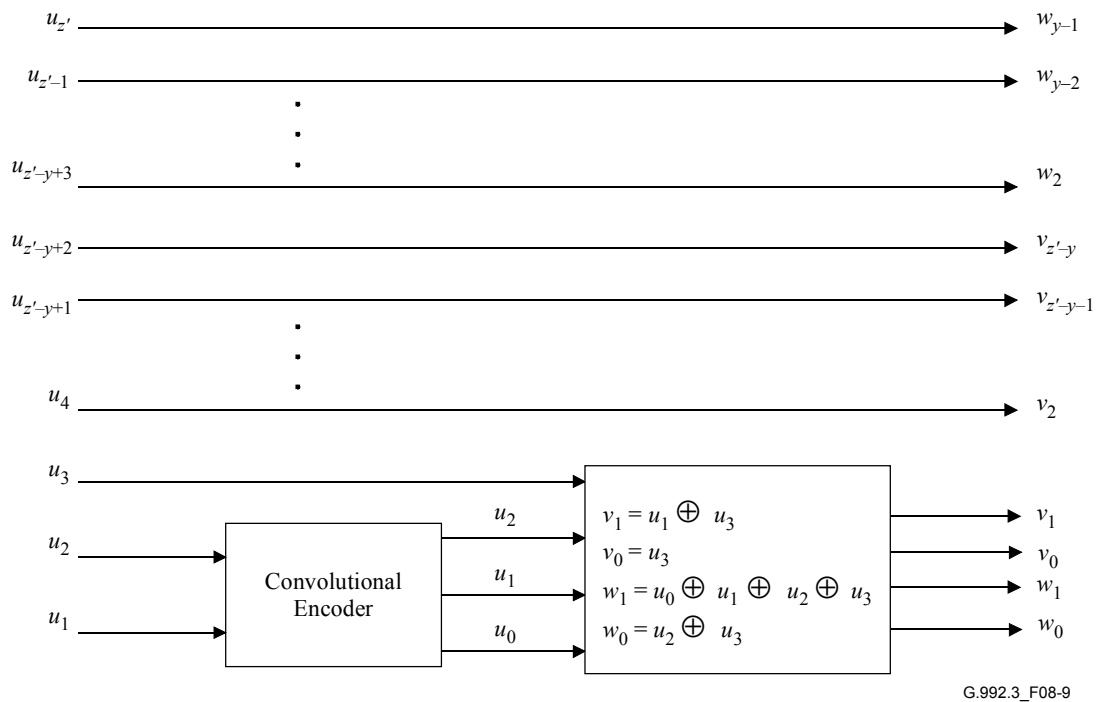 u_{z′} w_{y–1}
u_{z′–1} w_{y–2}
u_{z′–y+3} w_2
u_{z′–y+2} v_{z′–y}
u_{z′–y+1} v_{z′–y–1}
u_4 v_2
u_3
u_2
u_1
Convolutional
Encoder
u_2
u_1
u_0
v_1 = u_1 ⊕ u_3
v_0 = u_3
w_1 = u_0 ⊕ u_1 ⊕ u_2 ⊕ u_3
w_0 = u_2 ⊕ u_3
v_1
v_0
w_1
w_0
G.992.3_F08-9